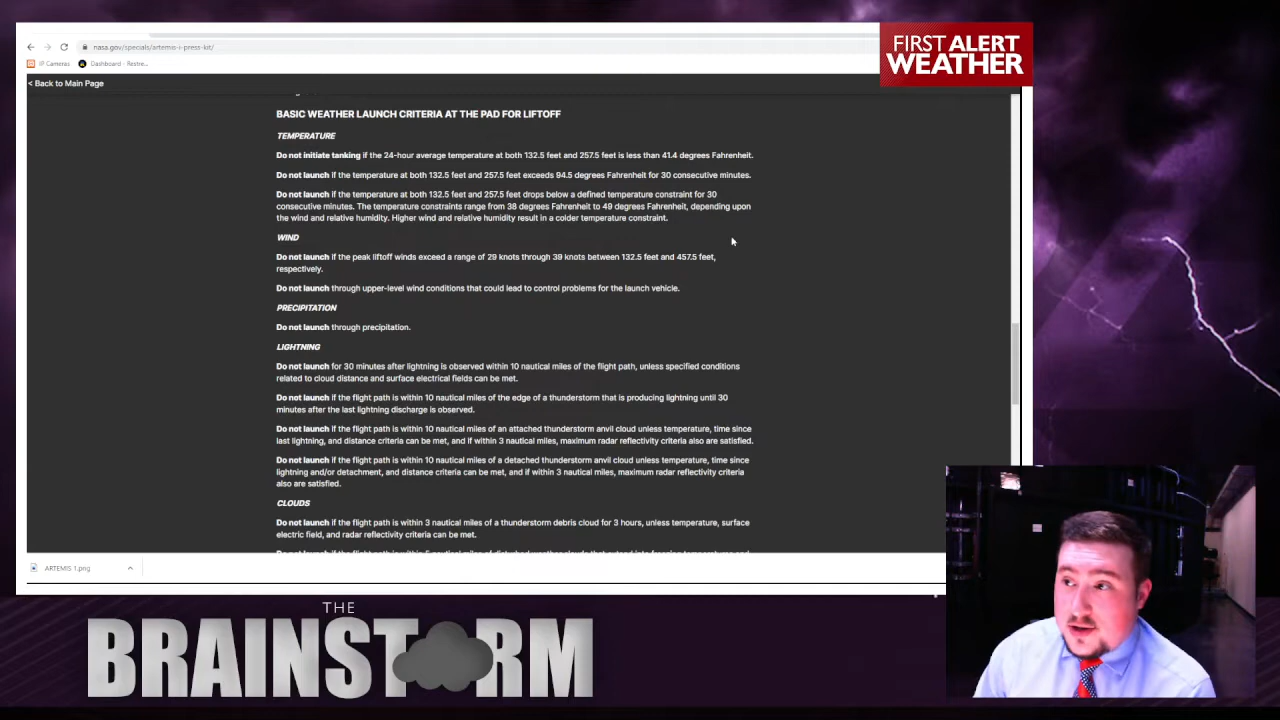 FIRST ALERT
WEATHER
nasa.gov/specials/artemis-i-press-kit/
IP Cameras
Dashboard - Restre...
< Back to Main Page
BASIC WEATHER LAUNCH CRITERIA AT THE PAD FOR LIFTOFF
TEMPERATURE
Do not initiate tanking if the 24-hour average temperature at both 132.5 feet and 257.5 feet is less than 41.4 degrees Fahrenheit.
Do not launch if the temperature at both 132.5 feet and 257.5 feet exceeds 94.5 degrees Fahrenheit for 30 consecutive minutes.
Do not launch if the temperature at both 132.5 feet and 257.5 feet drops below a defined temperature constraint for 30
consecutive minutes. The temperature constraints range from 38 degrees Fahrenheit to 49 degrees Fahrenheit, depending upon
the wind and relative humidity. Higher wind and relative humidity result in a colder temperature constraint.
WIND
Do not launch if the peak liftoff winds exceed a range of 29 knots through 39 knots between 132.5 feet and 457.5 feet,
respectively.
Do not launch through upper-level wind conditions that could lead to control problems for the launch vehicle.
PRECIPITATION
Do not launch through precipitation.
LIGHTNING
Do not launch for 30 minutes after lightning is observed within 10 nautical miles of the flight path, unless specified conditions
related to cloud distance and surface electrical fields can be met.
Do not launch if the flight path is within 10 nautical miles of the edge of a thunderstorm that is producing lightning until 30
minutes after the last lightning discharge is observed.
Do not launch if the flight path is within 10 nautical miles of an attached thunderstorm anvil cloud unless temperature, time since
last lightning, and distance criteria can be met, and if within 3 nautical miles, maximum radar reflectivity criteria also are satisfied.
Do not launch if the flight path is within 10 nautical miles of a detached thunderstorm anvil cloud unless temperature, time since
lightning and/or detachment, and distance criteria can be met, and if within 3 nautical miles, maximum radar reflectivity criteria
also are satisfied.
CLOUDS
Do not launch if the flight path is within 3 nautical miles of a thunderstorm debris cloud for 3 hours, unless temperature, surface
electric field, and radar reflectivity criteria can be met.
ARTEMIS 1.png
THE
BRAINSTORM